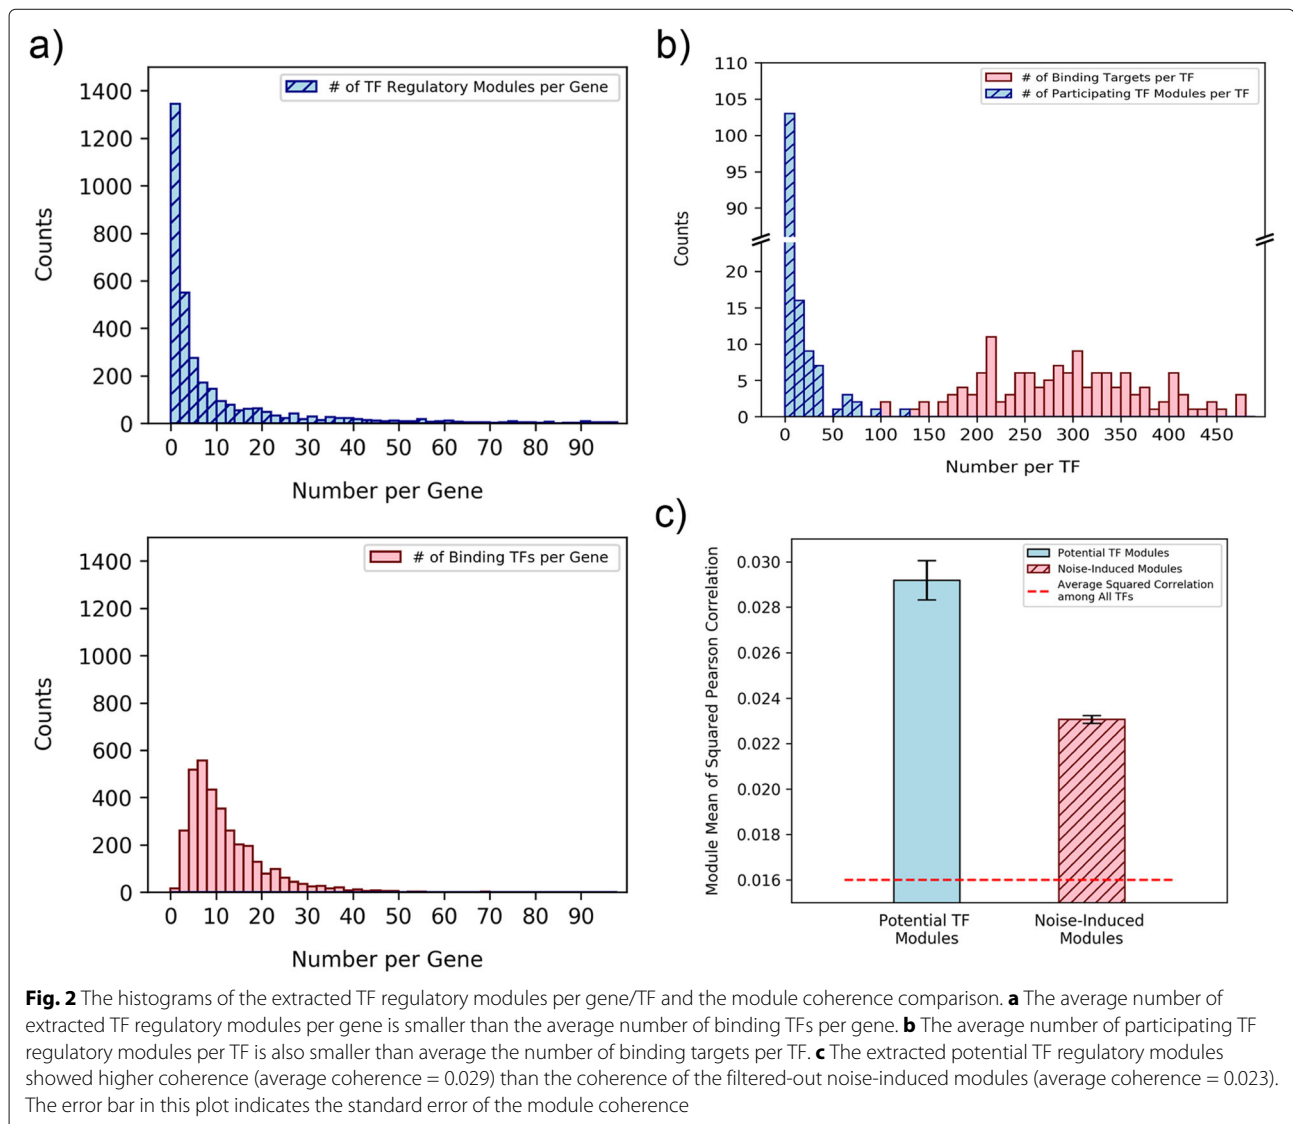 a)
# of TF Regulatory Modules per Gene
1400
1200
1000
800
600
400
200
0
Counts
0 10 20 30 40 50 60 70 80 90
Number per Gene
# of Binding TFs per Gene
1400
1200
1000
800
600
400
200
0
Counts
0 10 20 30 40 50 60 70 80 90
Number per Gene
b)
# of Binding Targets per TF
# of Participating TF Modules per TF
110
105
100
95
90
20
15
10
5
0
Counts
0 50 100 150 200 250 300 350 400 450
Number per TF
c)
Potential TF Modules
Noise-Induced Modules
Average Squared Correlation
among All TFs
0.030
0.028
0.026
0.024
0.022
0.020
0.018
0.016
Module Mean of Squared Pearson Correlation
Potential TF
Modules
Noise-Induced
Modules
Fig. 2 The histograms of the extracted TF regulatory modules per gene/TF and the module coherence comparison. a The average number of
extracted TF regulatory modules per gene is smaller than the average number of binding TFs per gene. b The average number of participating TF
regulatory modules per TF is also smaller than average the number of binding targets per TF. c The extracted potential TF regulatory modules
showed higher coherence (average coherence = 0.029) than the coherence of the filtered-out noise-induced modules (average coherence = 0.023).
The error bar in this plot indicates the standard error of the module coherence